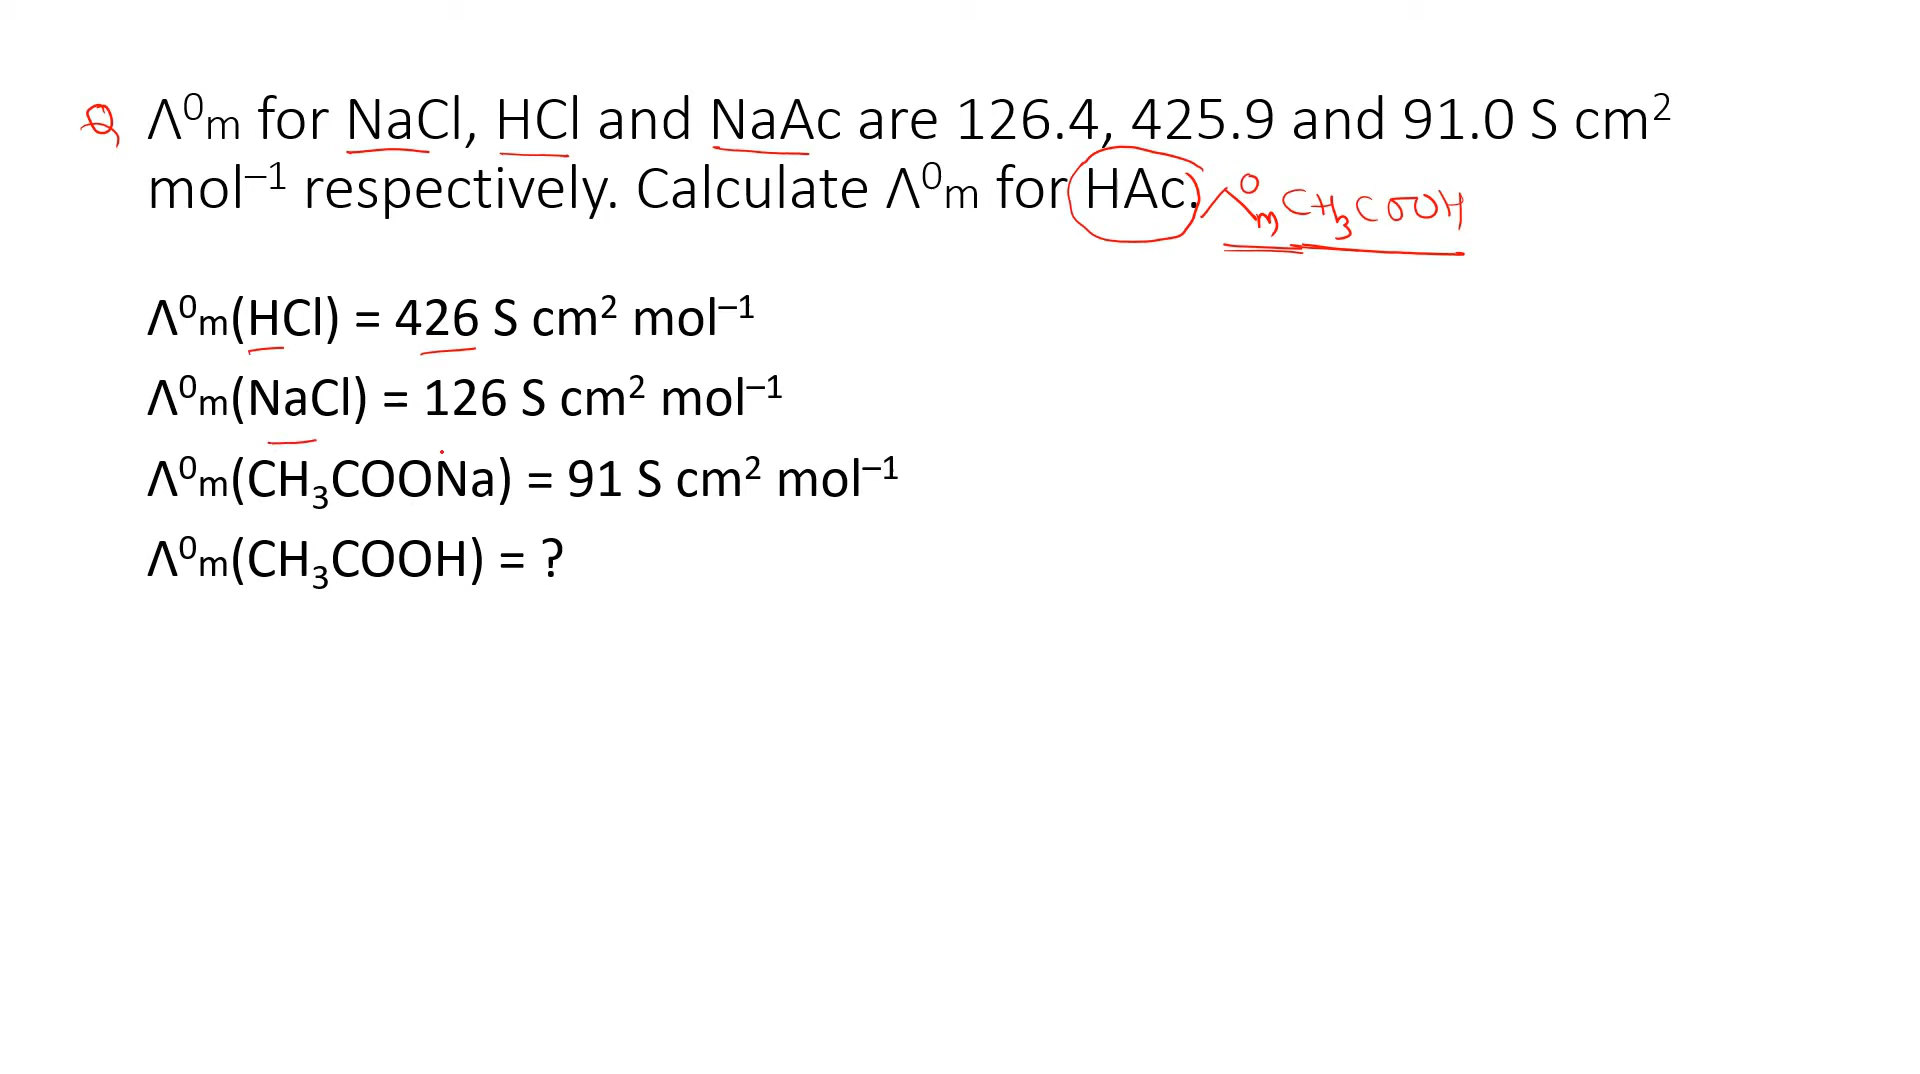 Q Λ⁰m for NaCl, HCl and NaAc are 126.4, 425.9 and 91.0 S cm²
mol⁻¹ respectively. Calculate Λ⁰m for HAc. Λ⁰m CH₃COOH
Λ⁰m(HCl) = 426 S cm² mol⁻¹
Λ⁰m(NaCl) = 126 S cm² mol⁻¹
Λ⁰m(CH₃COONa) = 91 S cm² mol⁻¹
Λ⁰m(CH₃COOH) = ?